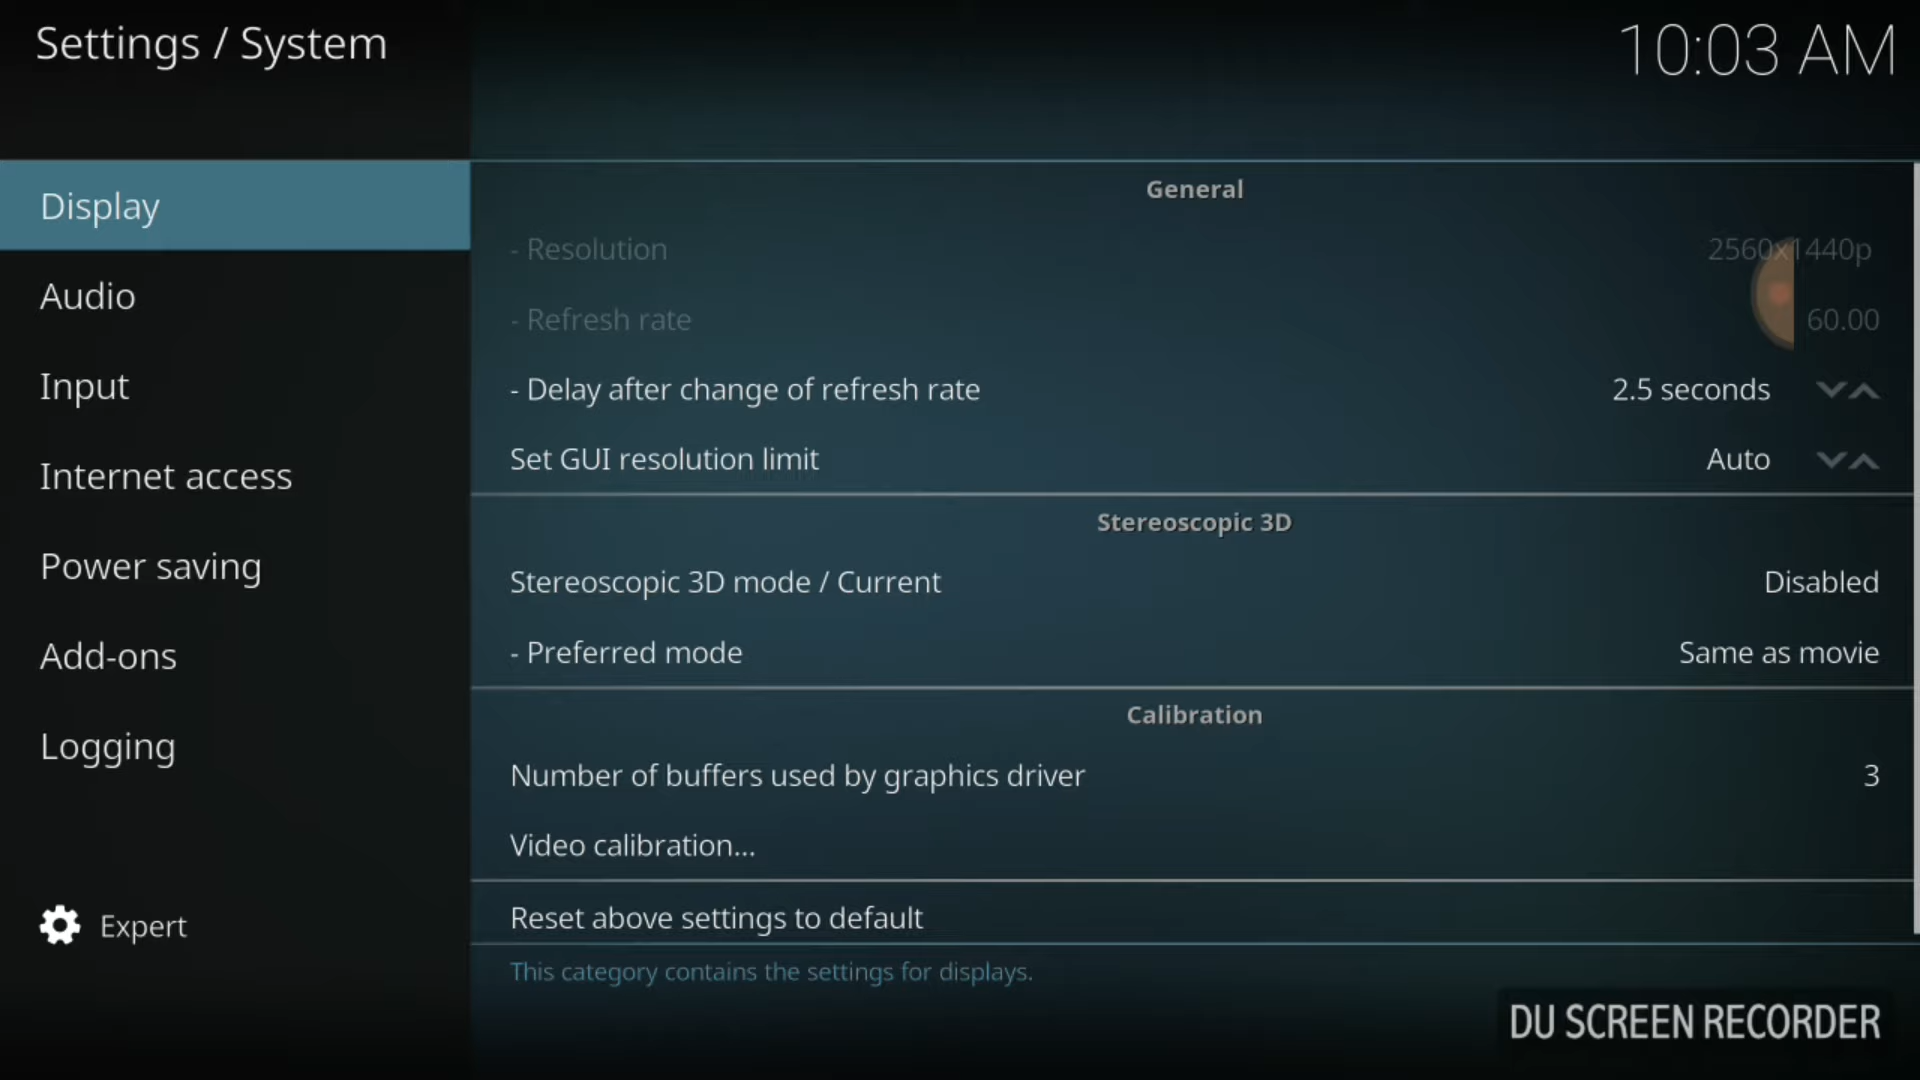 Settings / System
10:03 AM
Display
Audio
Input
Internet access
Power saving
Add-ons
Logging
Expert
General
- Resolution 2560x1440p
- Refresh rate 60.00
- Delay after change of refresh rate 2.5 seconds
Set GUI resolution limit Auto
Stereoscopic 3D
Stereoscopic 3D mode / Current Disabled
- Preferred mode Same as movie
Calibration
Number of buffers used by graphics driver 3
Video calibration...
Reset above settings to default
This category contains the settings for displays.
DU SCREEN RECORDER